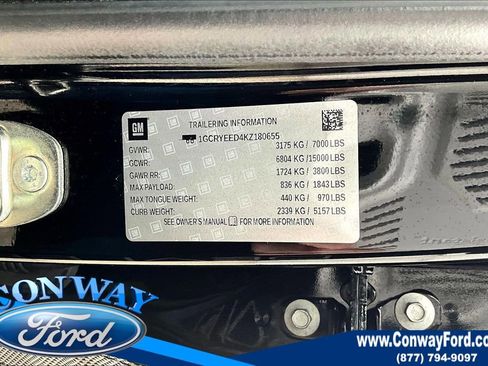 GM
TRAILERING INFORMATION
1GCRYEED4KZ180655
GVWR: 3175 KG / 7000 LBS
GCWR: 6804 KG / 15000 LBS
GAWR RR: 1724 KG / 3800 LBS
MAX PAYLOAD: 836 KG / 1843 LBS
MAX TONGUE WEIGHT: 440 KG / 970 LBS
CURB WEIGHT: 2339 KG / 5157 LBS
SEE OWNER'S MANUAL FOR MORE INFORMATION
CONWAY
Ford
www.ConwayFord.c
(877) 794-9097